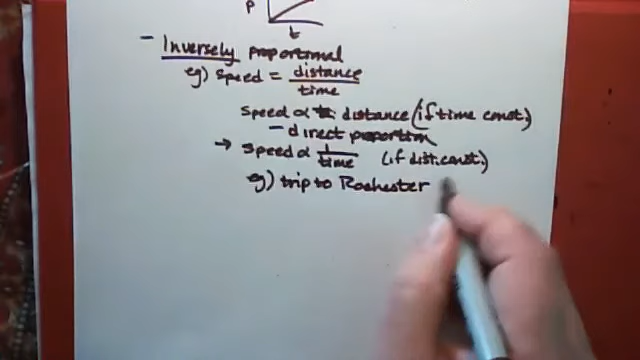 P
t
- Inversely proportional
eg) speed = distance
time
speed ∝ distance (if time const.)
- direct proportion
→ speed ∝ 1/time (if dist. const.)
eg) trip to Rochester